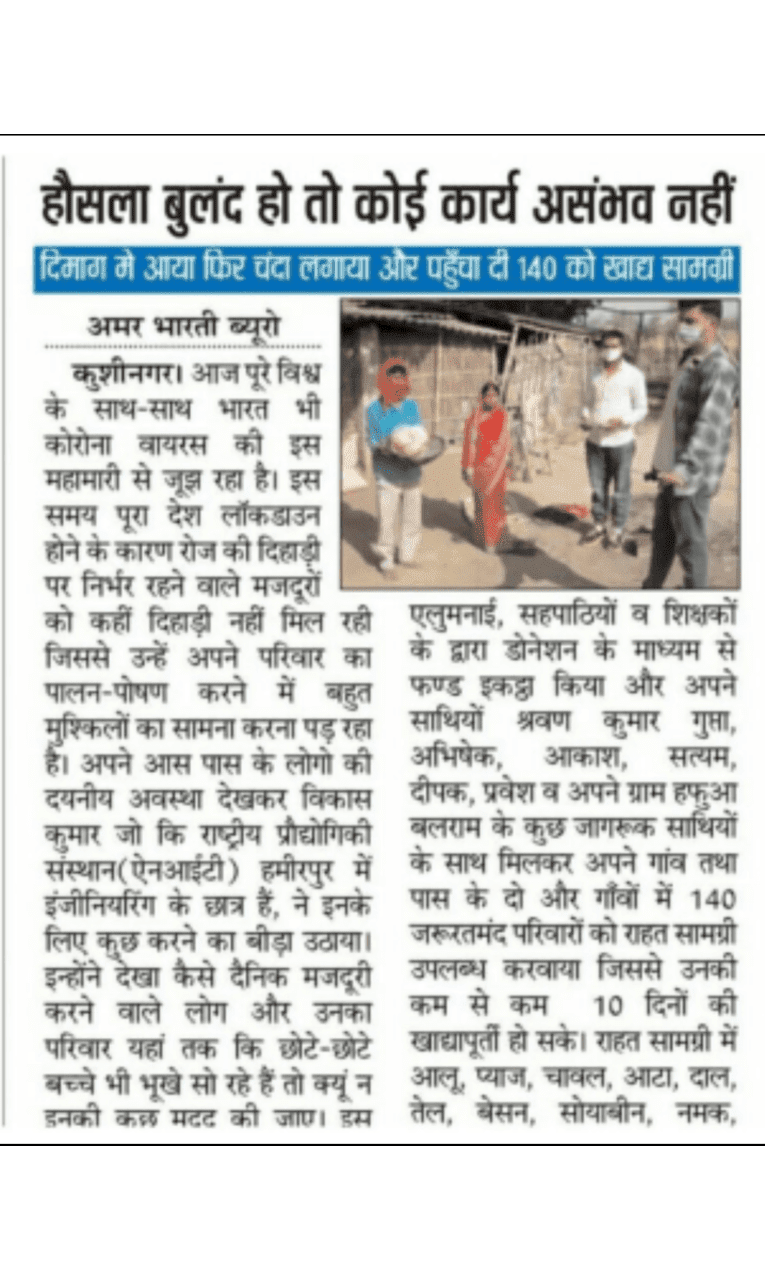 हौसला बुलंद हो तो कोई कार्य असंभव नहीं
दिमाग मे आया फिर चंदा लगाया और पहुँचा दी 140 को खाद्य सामग्री
अमर भारती ब्यूरो
कुशीनगर। आज पूरे विश्व
के साथ-साथ भारत भी
कोरोना वायरस की इस
महामारी से जूझ रहा है। इस
समय पूरा देश लॉकडाउन
होने के कारण रोज की दिहाड़ी
पर निर्भर रहने वाले मजदूरों
को कहीं दिहाड़ी नहीं मिल रही
जिससे उन्हें अपने परिवार का
पालन-पोषण करने में बहुत
मुश्किलों का सामना करना पड़ रहा
है। अपने आस पास के लोगो की
दयनीय अवस्था देखकर विकास
कुमार जो कि राष्ट्रीय प्रौद्योगिकी
संस्थान(ऐनआईटी) हमीरपुर में
इंजीनियरिंग के छात्र हैं, ने इनके
लिए कुछ करने का बीड़ा उठाया।
इन्होंने देखा कैसे दैनिक मजदूरी
करने वाले लोग और उनका
परिवार यहां तक कि छोटे-छोटे
बच्चे भी भूखे सो रहे हैं तो क्यूं न
इनकी कुछ मदद की जाए। इस
एलुमनाई, सहपाठियों व शिक्षकों
के द्वारा डोनेशन के माध्यम से
फण्ड इकट्ठा किया और अपने
साथियों श्रवण कुमार गुप्ता,
अभिषेक, आकाश, सत्यम,
दीपक, प्रवेश व अपने ग्राम हफुआ
बलराम के कुछ जागरूक साथियों
के साथ मिलकर अपने गांव तथा
पास के दो और गाँवों में 140
जरूरतमंद परिवारों को राहत सामग्री
उपलब्ध करवाया जिससे उनकी
कम से कम 10 दिनों की
खाद्यापूर्ती हो सके। राहत सामग्री में
आलू, प्याज, चावल, आटा, दाल,
तेल, बेसन, सोयाबीन, नमक,